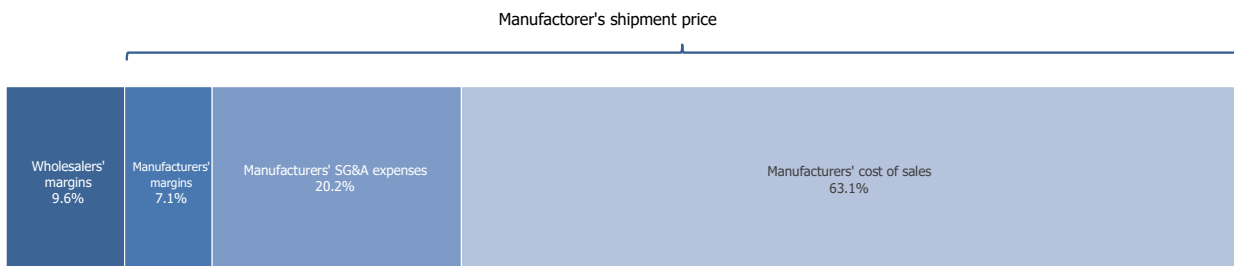 Manufactorer's shipment price
Wholesalers'
margins
9.6%
Manufacturers'
margins
7.1%
Manufacturers' SG&A expenses
20.2%
Manufacturers' cost of sales
63.1%